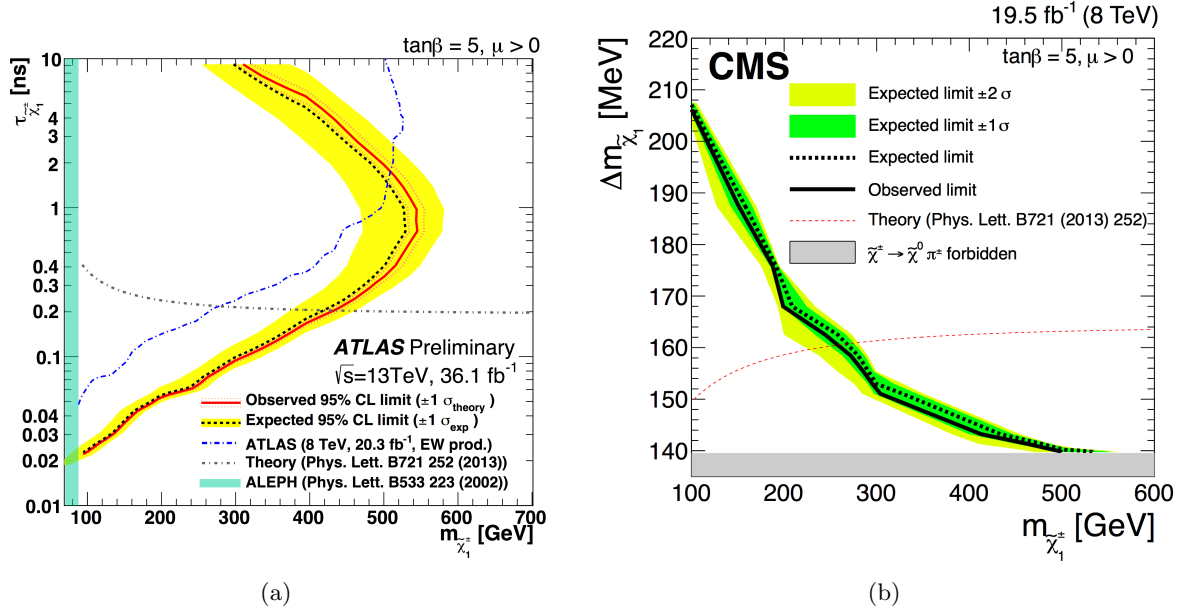 tanβ = 5, μ > 0
τ_χ̃₁± [ns]
10
4
3
2
1
0.4
0.3
0.2
0.1
0.04
0.03
0.02
0.01
ATLAS Preliminary
√s=13TeV, 36.1 fb⁻¹
Observed 95% CL limit (±1 σ_theory)
Expected 95% CL limit (±1 σ_exp)
ATLAS (8 TeV, 20.3 fb⁻¹, EW prod.)
Theory (Phys. Lett. B721 252 (2013))
ALEPH (Phys. Lett. B533 223 (2002))
100 200 300 400 500 600 700
m_χ̃₁± [GeV]
(a)
19.5 fb⁻¹ (8 TeV)
Δm_χ̃₁ [MeV]
220
210
200
190
180
170
160
150
140
CMS
tanβ = 5, μ > 0
Expected limit ±2 σ
Expected limit ±1 σ
Expected limit
Observed limit
Theory (Phys. Lett. B721 (2013) 252)
χ̃± → χ̃⁰ π± forbidden
100 200 300 400 500 600
m_χ̃₁± [GeV]
(b)